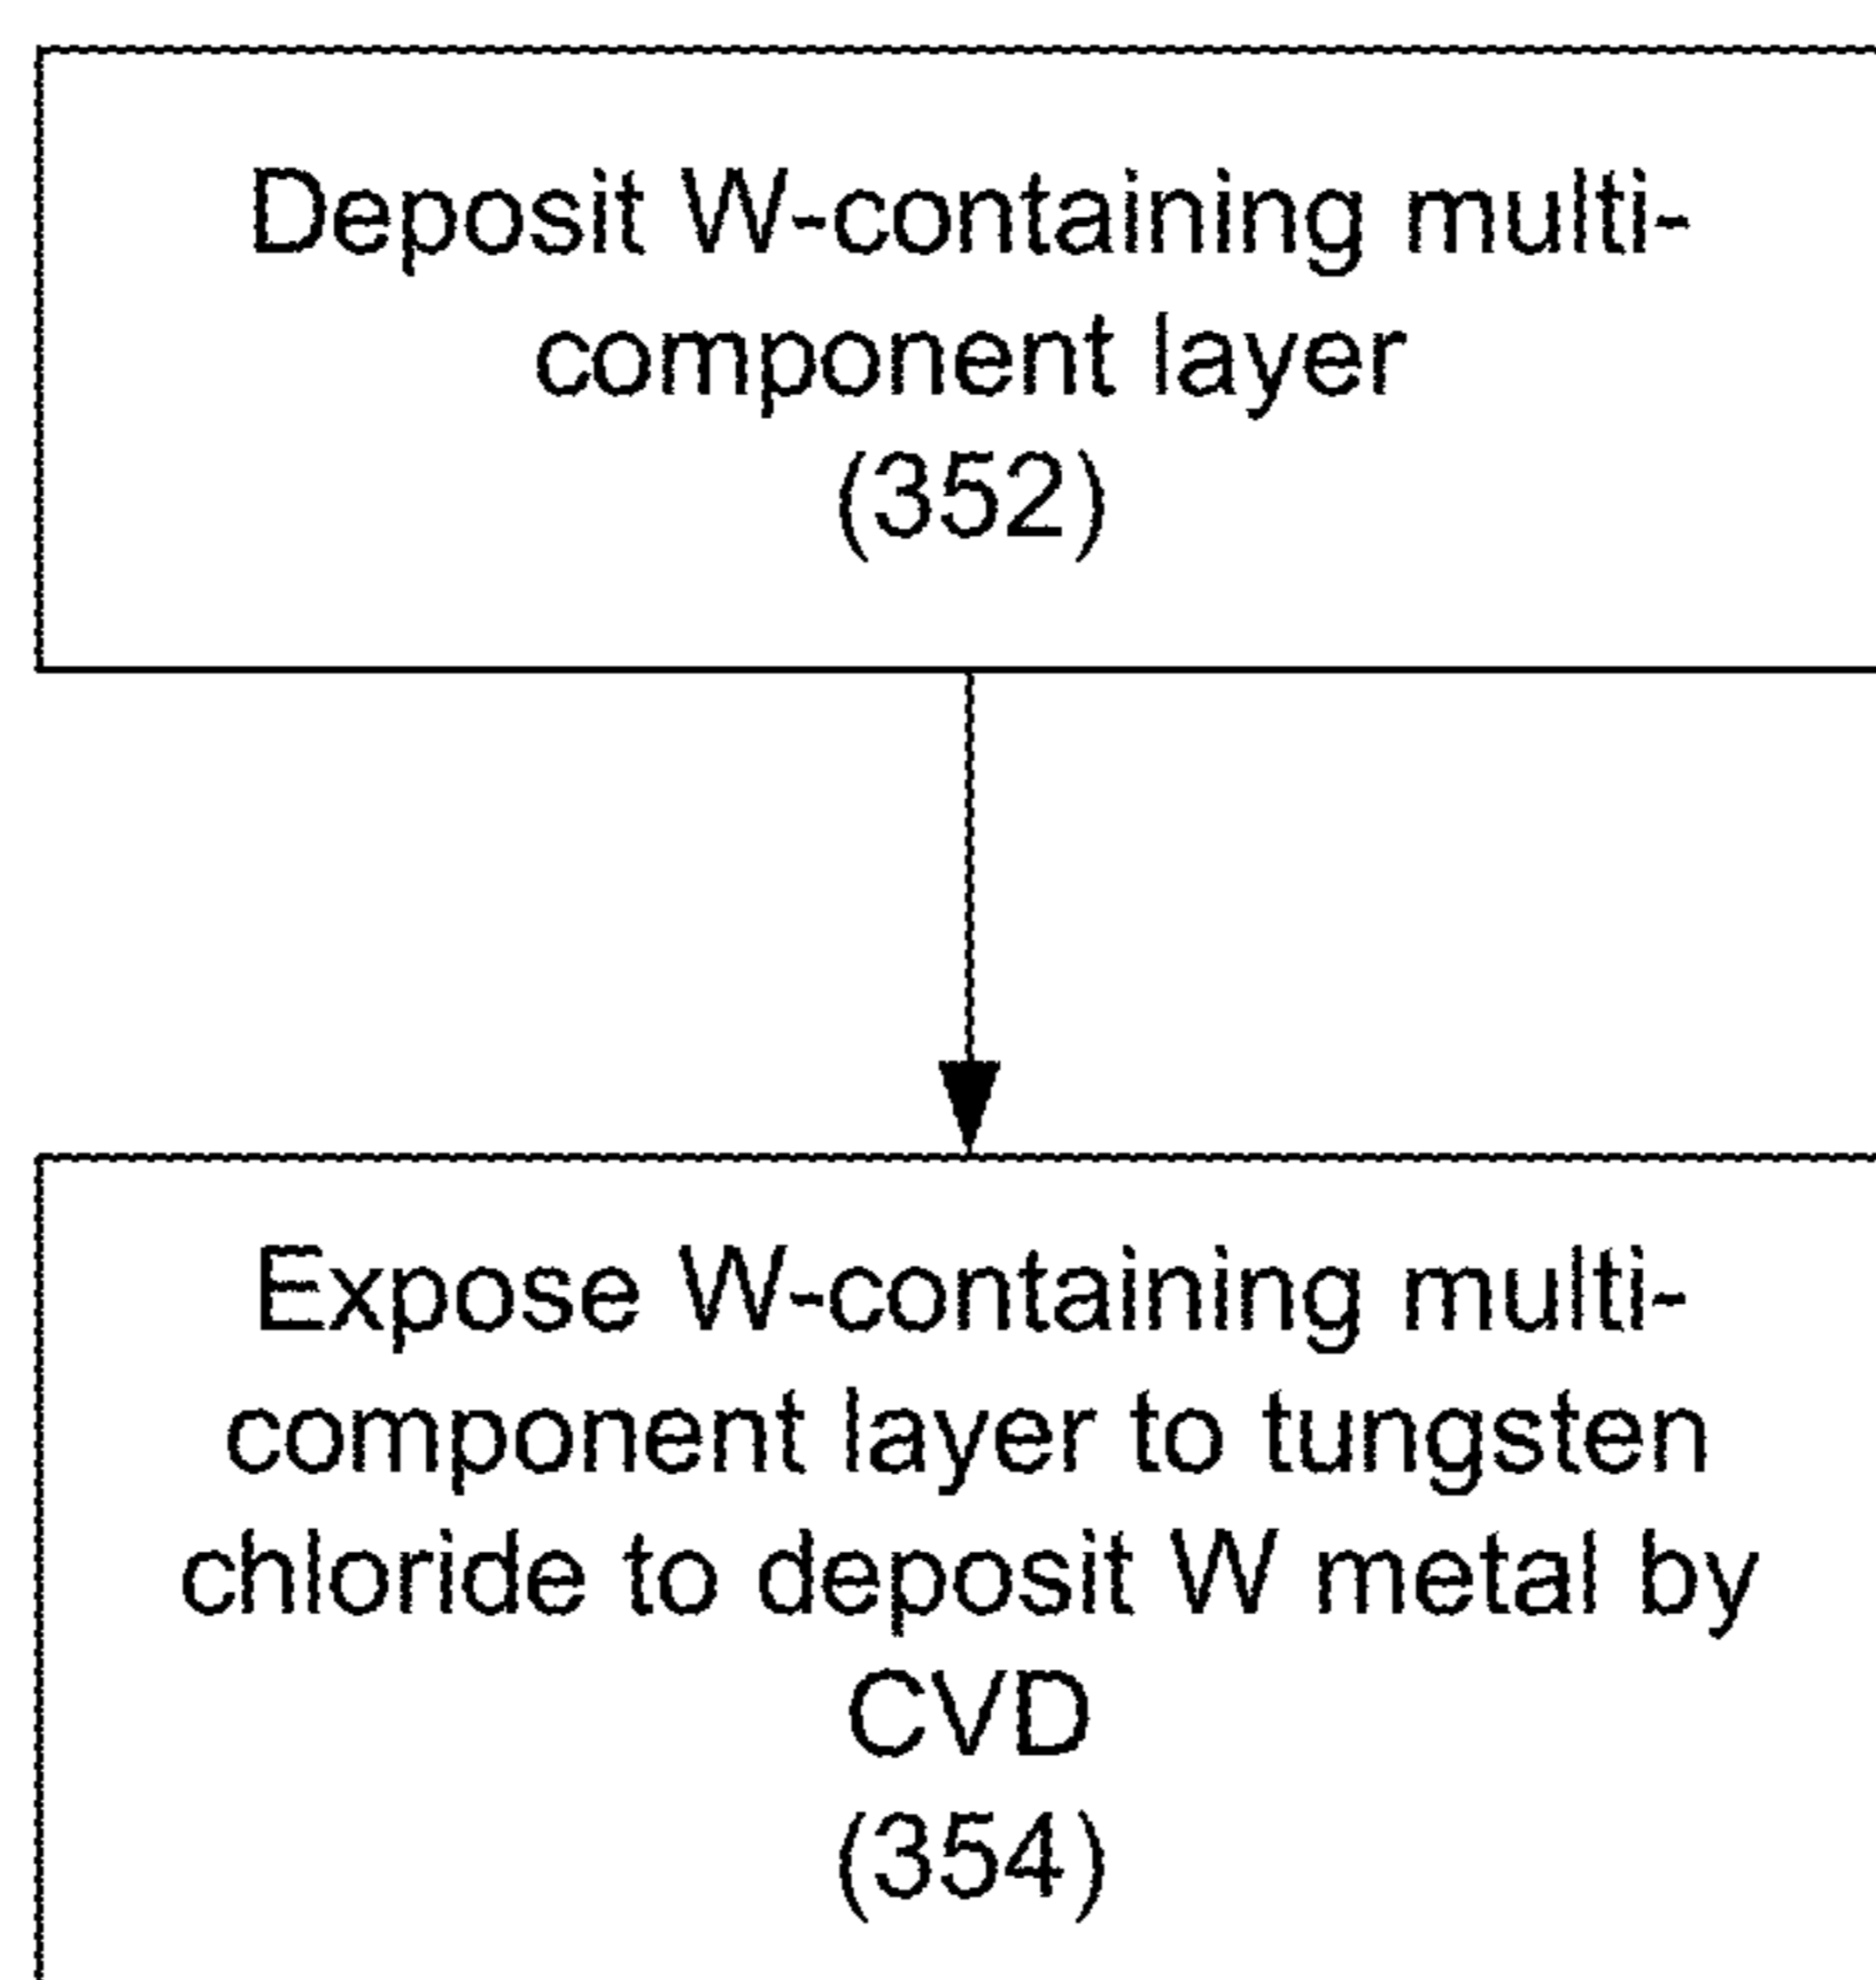 Deposit W-containing multi-
component layer
(352)
Expose W-containing multi-
component layer to tungsten
chloride to deposit W metal by
CVD
(354)